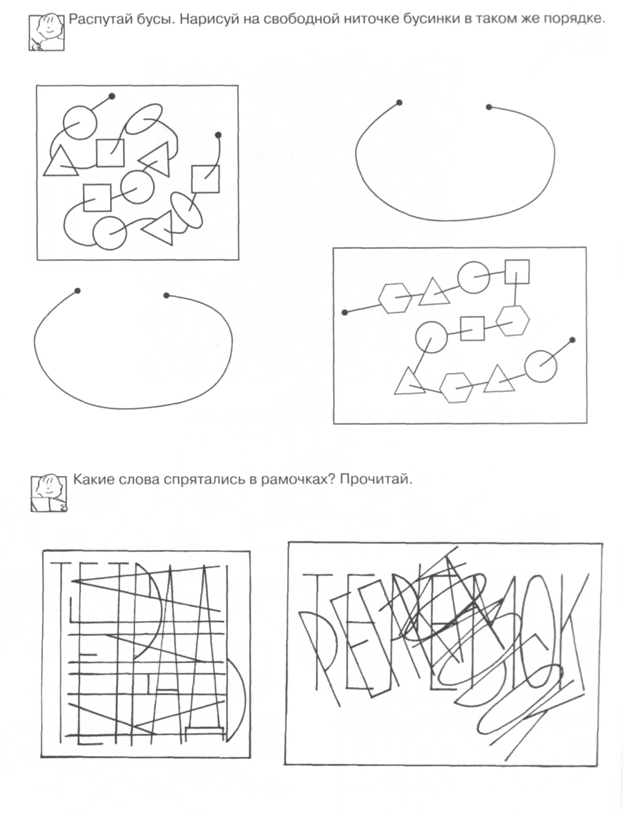 Распутай бусы. Нарисуй на свободной ниточке бусинки в таком же порядке.
Какие слова спрятались в рамочках? Прочитай.